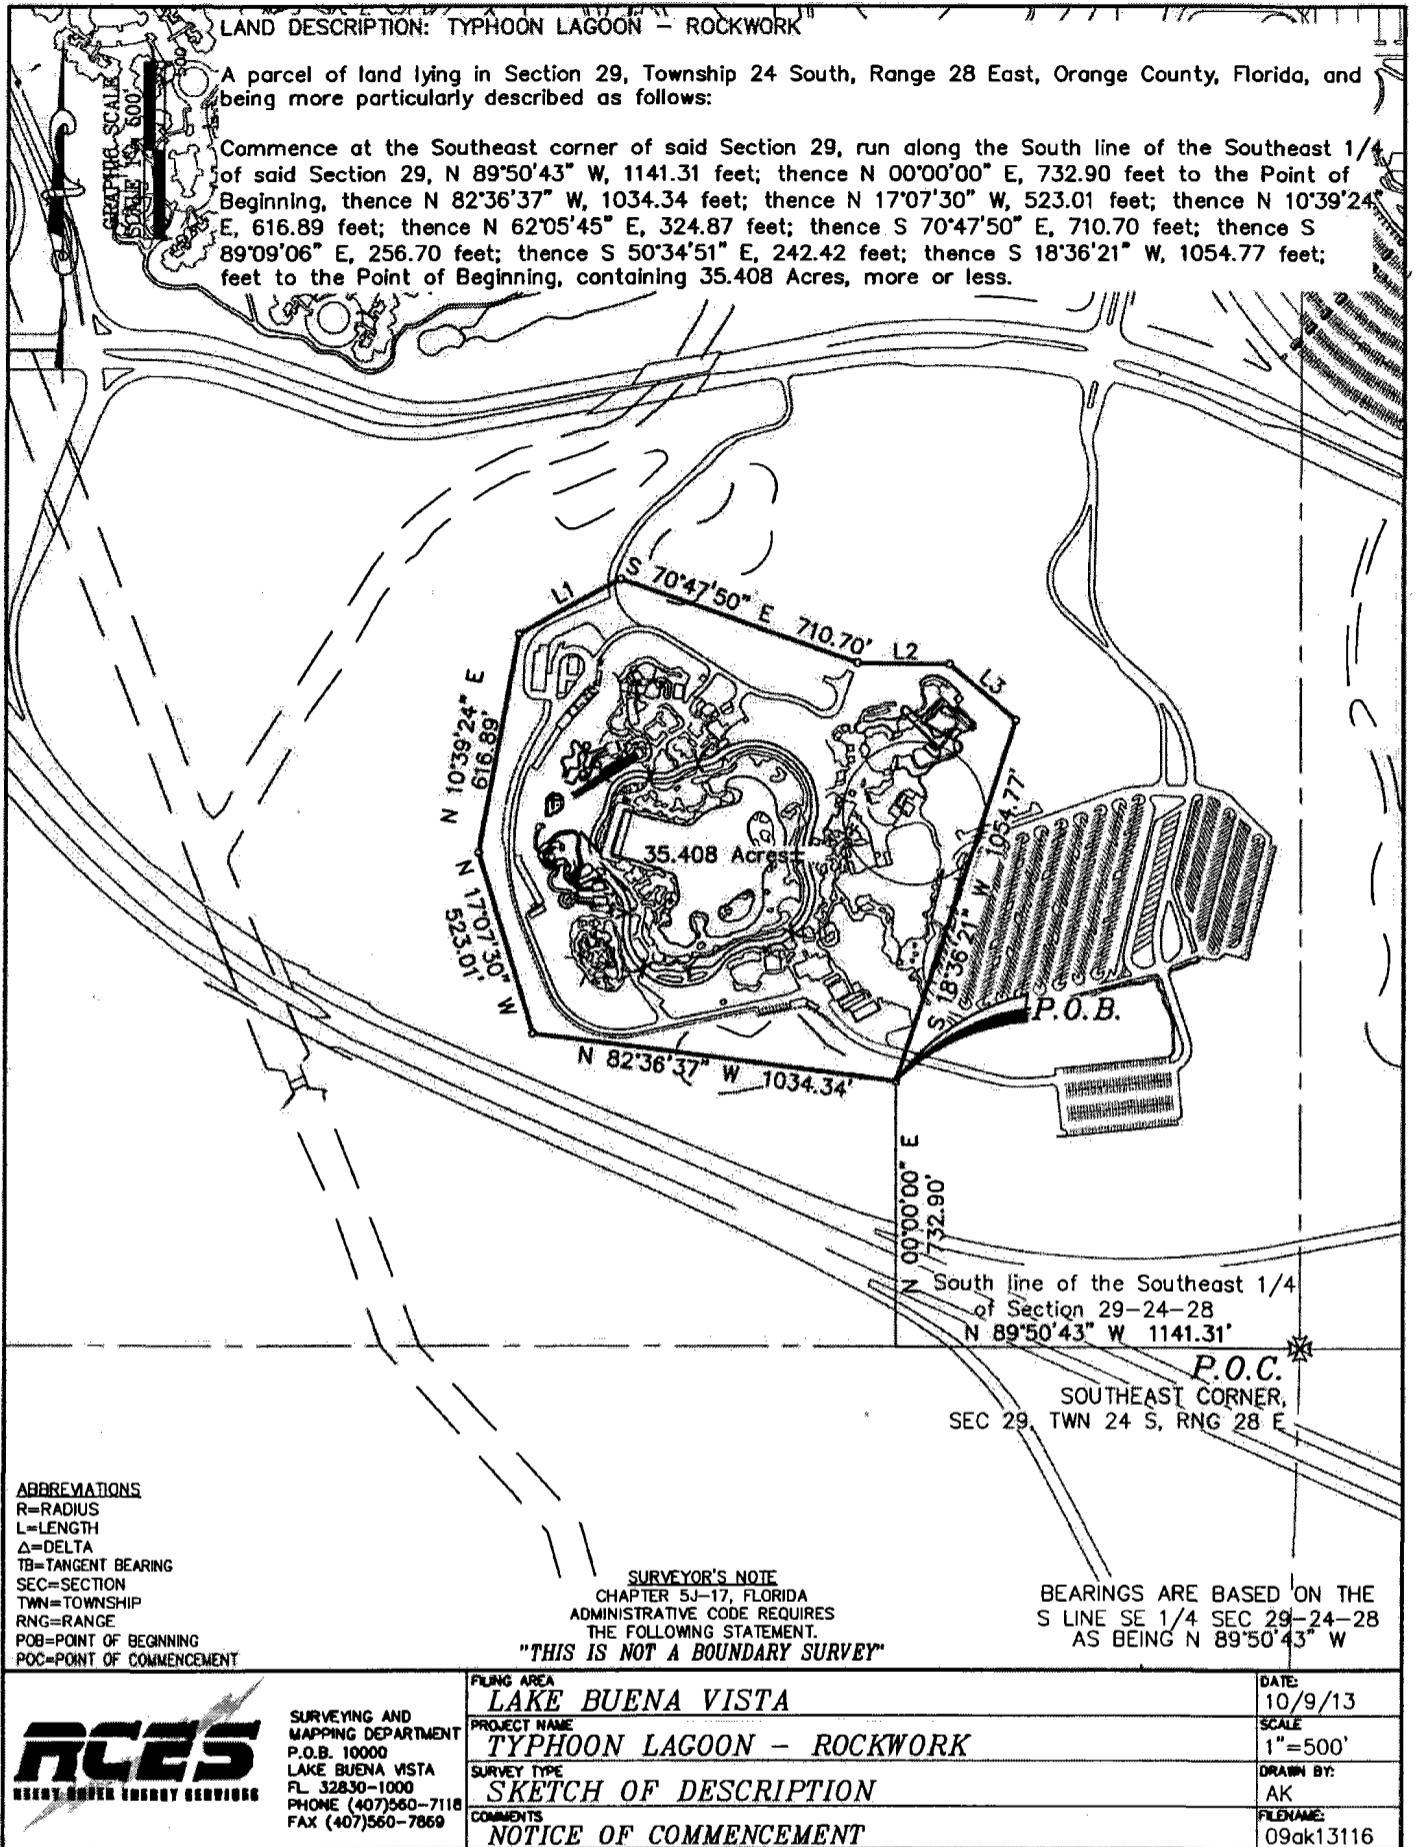 LAND DESCRIPTION: TYPHOON LAGOON - ROCKWORK
A parcel of land lying in Section 29, Township 24 South, Range 28 East, Orange County, Florida, and
being more particularly described as follows:
Commence at the Southeast corner of said Section 29, run along the South line of the Southeast 1/4
of said Section 29, N 89°50'43" W, 1141.31 feet; thence N 00°00'00" E, 732.90 feet to the Point of
Beginning, thence N 82°36'37" W, 1034.34 feet; thence N 17°07'30" W, 523.01 feet; thence N 10°39'24"
E, 616.89 feet; thence N 62°05'45" E, 324.87 feet; thence S 70°47'50" E, 710.70 feet; thence S
89°09'06" E, 256.70 feet; thence S 50°34'51" E, 242.42 feet; thence S 18°36'21" W, 1054.77 feet;
feet to the Point of Beginning, containing 35.408 Acres, more or less.
GRAPHIC SCALE
L1
S 70°47'50" E 710.70'
L2
L3
N 10°39'24" E
616.89'
N 17°07'30" W
523.01'
35.408 Acres±
S 18°36'21" W 1054.77'
P.O.B.
N 82°36'37" W 1034.34'
N 00°00'00" E
732.90'
South line of the Southeast 1/4
of Section 29-24-28
N 89°50'43" W 1141.31'
P.O.C.
SOUTHEAST CORNER,
SEC 29, TWN 24 S, RNG 28 E
ABBREVIATIONS
R=RADIUS
L=LENGTH
Δ=DELTA
TB=TANGENT BEARING
SEC=SECTION
TWN=TOWNSHIP
RNG=RANGE
POB=POINT OF BEGINNING
POC=POINT OF COMMENCEMENT
SURVEYOR'S NOTE
CHAPTER 5J-17, FLORIDA
ADMINISTRATIVE CODE REQUIRES
THE FOLLOWING STATEMENT.
"THIS IS NOT A BOUNDARY SURVEY"
BEARINGS ARE BASED ON THE
S LINE SE 1/4 SEC 29-24-28
AS BEING N 89°50'43" W
RCES
REEDY CREEK ENERGY SERVICES
SURVEYING AND
MAPPING DEPARTMENT
P.O.B. 10000
LAKE BUENA VISTA
FL 32830-1000
PHONE (407)560-7118
FAX (407)560-7869
FILING AREA
LAKE BUENA VISTA
PROJECT NAME
TYPHOON LAGOON - ROCKWORK
SURVEY TYPE
SKETCH OF DESCRIPTION
COMMENTS
NOTICE OF COMMENCEMENT
DATE:
10/9/13
SCALE
1"=500'
DRAWN BY:
AK
FILENAME:
09ak13116